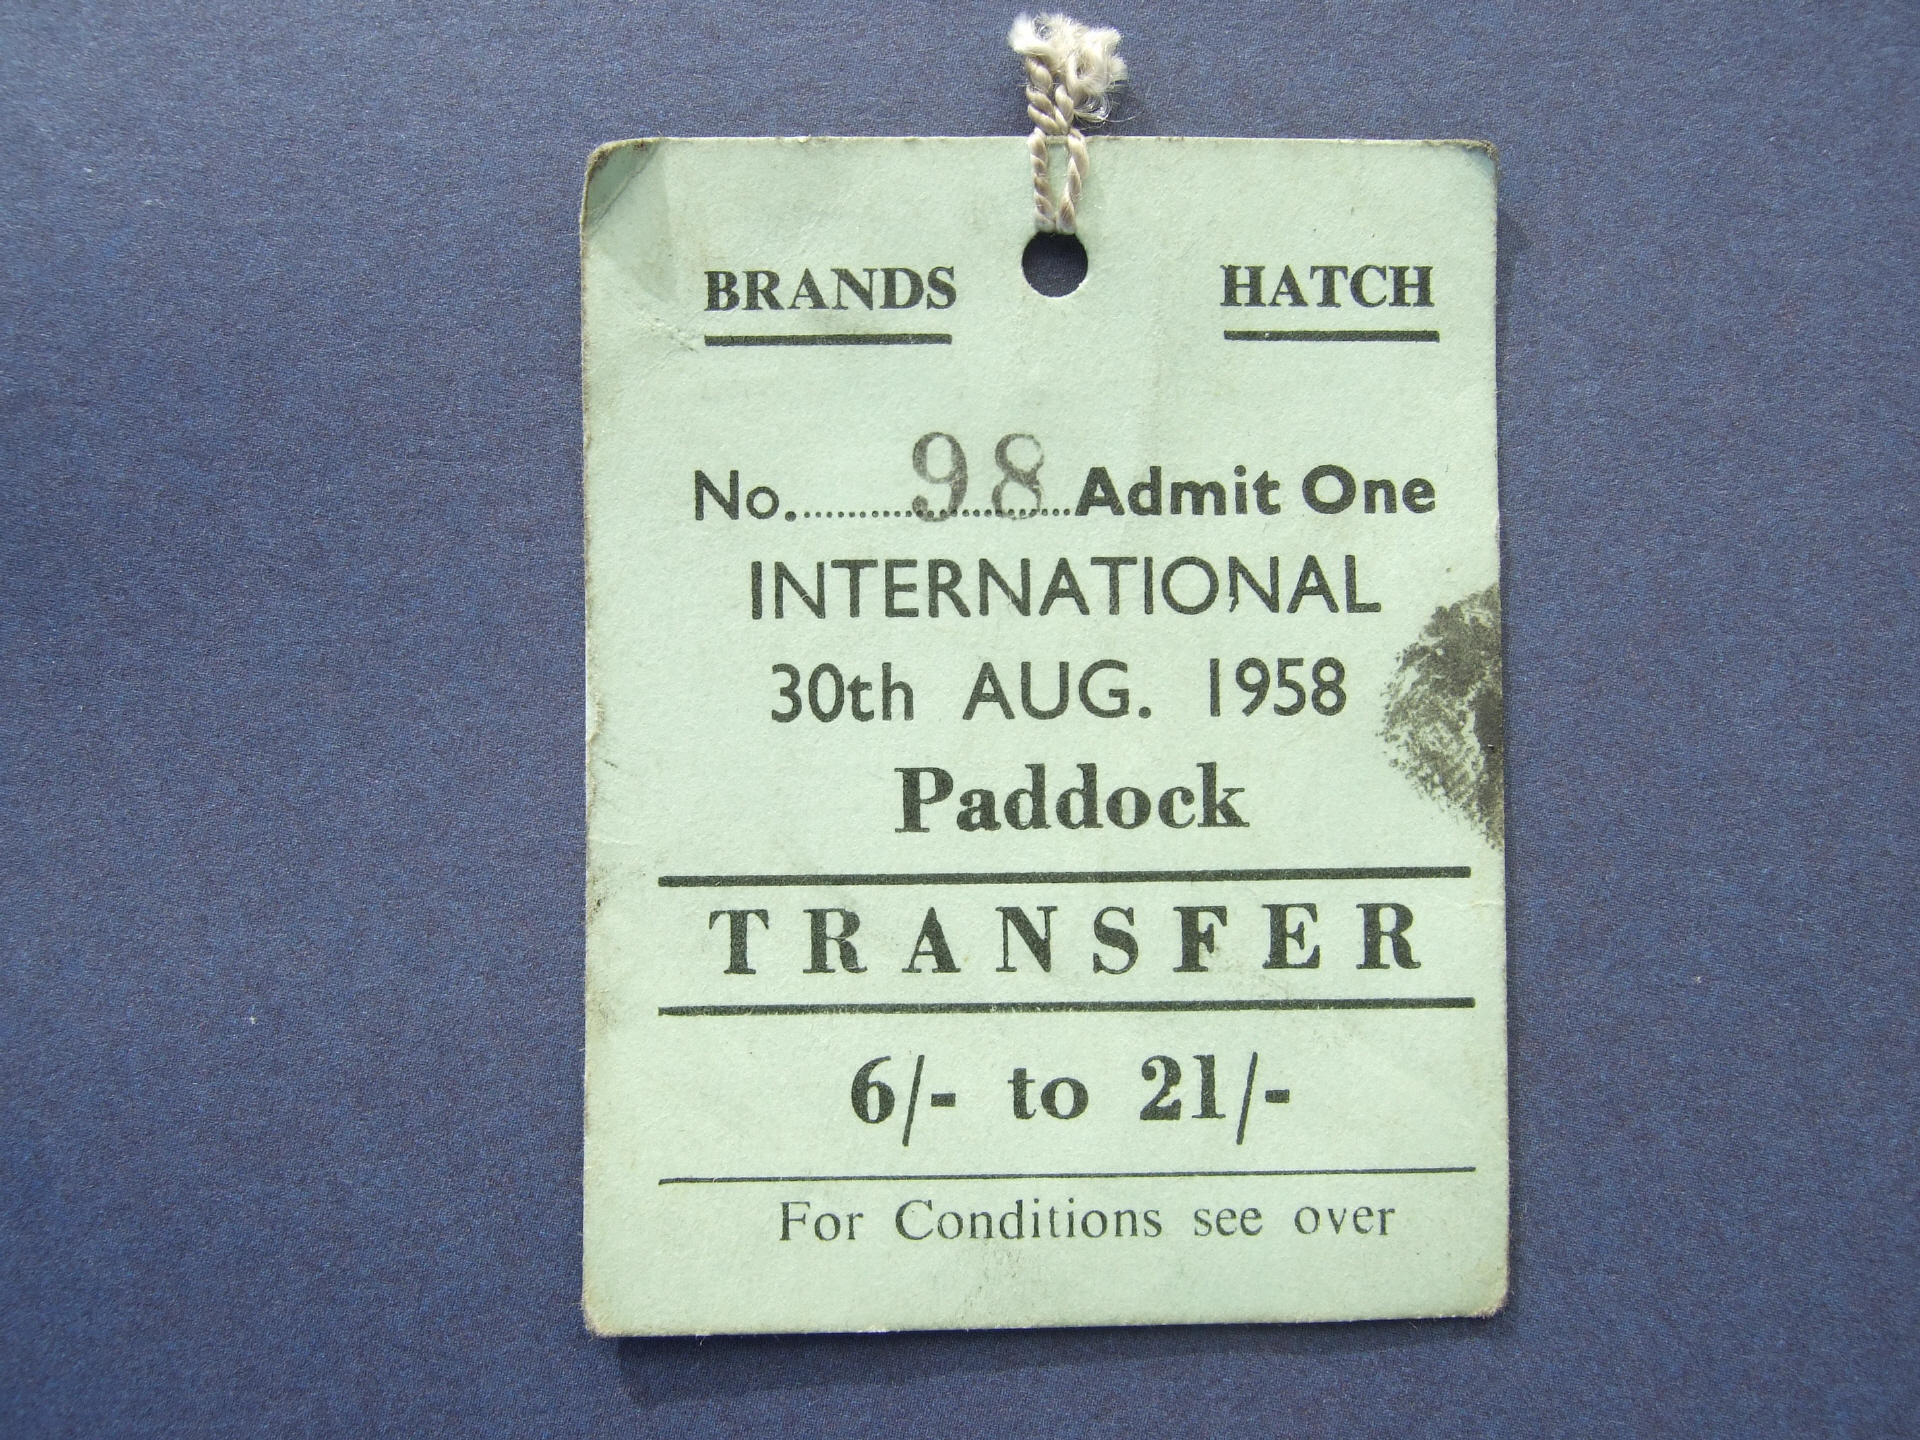 BRANDS HATCH
No. 98 Admit One
INTERNATIONAL
30th AUG. 1958
Paddock
TRANSFER
6/- to 21/-
For Conditions see over